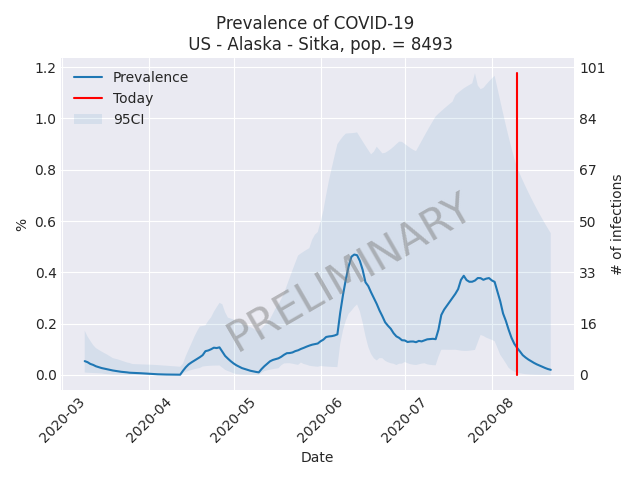 Prevalence of COVID-19
US - Alaska - Sitka, pop. = 8493
Prevalence
Today
95CI
PRELIMINARY
1.2
1.0
0.8
0.6
0.4
0.2
0.0
%
101
84
67
50
33
16
0
# of infections
2020-03
2020-04
2020-05
2020-06
2020-07
2020-08
Date